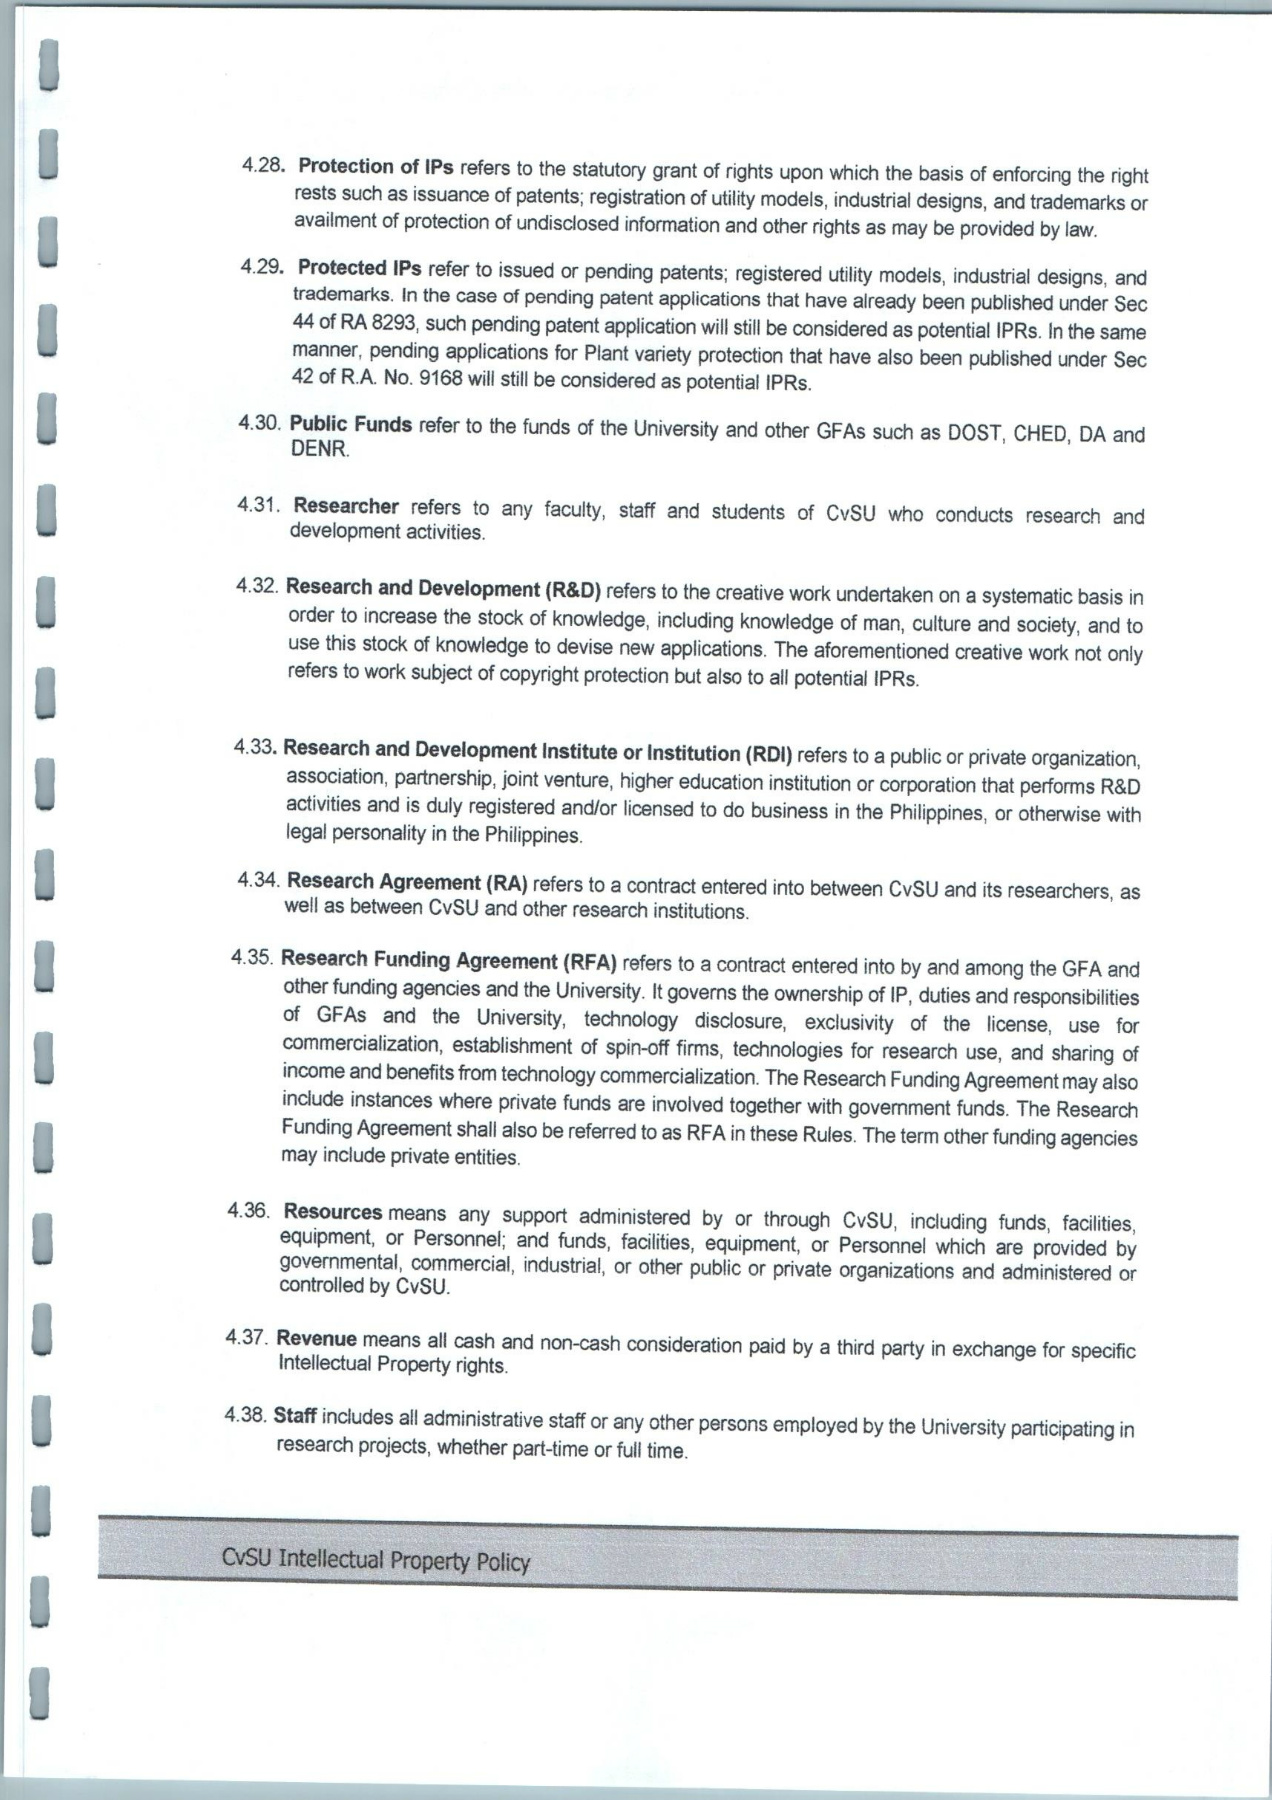 4.28. Protection of IPs refers to the statutory grant of rights upon which the basis of enforcing the right
rests such as issuance of patents; registration of utility models, industrial designs, and trademarks or
availment of protection of undisclosed information and other rights as may be provided by law.
4.29. Protected IPs refer to issued or pending patents; registered utility models, industrial designs, and
trademarks. In the case of pending patent applications that have already been published under Sec
44 of RA 8293, such pending patent application will still be considered as potential IPRs. In the same
manner, pending applications for Plant variety protection that have also been published under Sec
42 of R.A. No. 9168 will still be considered as potential IPRs.
4.30. Public Funds refer to the funds of the University and other GFAs such as DOST, CHED, DA and
DENR.
4.31. Researcher refers to any faculty, staff and students of CvSU who conducts research and
development activities.
4.32. Research and Development (R&D) refers to the creative work undertaken on a systematic basis in
order to increase the stock of knowledge, including knowledge of man, culture and society, and to
use this stock of knowledge to devise new applications. The aforementioned creative work not only
refers to work subject of copyright protection but also to all potential IPRs.
4.33. Research and Development Institute or Institution (RDI) refers to a public or private organization,
association, partnership, joint venture, higher education institution or corporation that performs R&D
activities and is duly registered and/or licensed to do business in the Philippines, or otherwise with
legal personality in the Philippines.
4.34. Research Agreement (RA) refers to a contract entered into between CvSU and its researchers, as
well as between CvSU and other research institutions.
4.35. Research Funding Agreement (RFA) refers to a contract entered into by and among the GFA and
other funding agencies and the University. It governs the ownership of IP, duties and responsibilities
of GFAs and the University, technology disclosure, exclusivity of the license, use for
commercialization, establishment of spin-off firms, technologies for research use, and sharing of
income and benefits from technology commercialization. The Research Funding Agreement may also
include instances where private funds are involved together with government funds. The Research
Funding Agreement shall also be referred to as RFA in these Rules. The term other funding agencies
may include private entities.
4.36. Resources means any support administered by or through CvSU, including funds, facilities,
equipment, or Personnel; and funds, facilities, equipment, or Personnel which are provided by
governmental, commercial, industrial, or other public or private organizations and administered or
controlled by CvSU.
4.37. Revenue means all cash and non-cash consideration paid by a third party in exchange for specific
Intellectual Property rights.
4.38. Staff includes all administrative staff or any other persons employed by the University participating in
research projects, whether part-time or full time.
CvSU Intellectual Property Policy